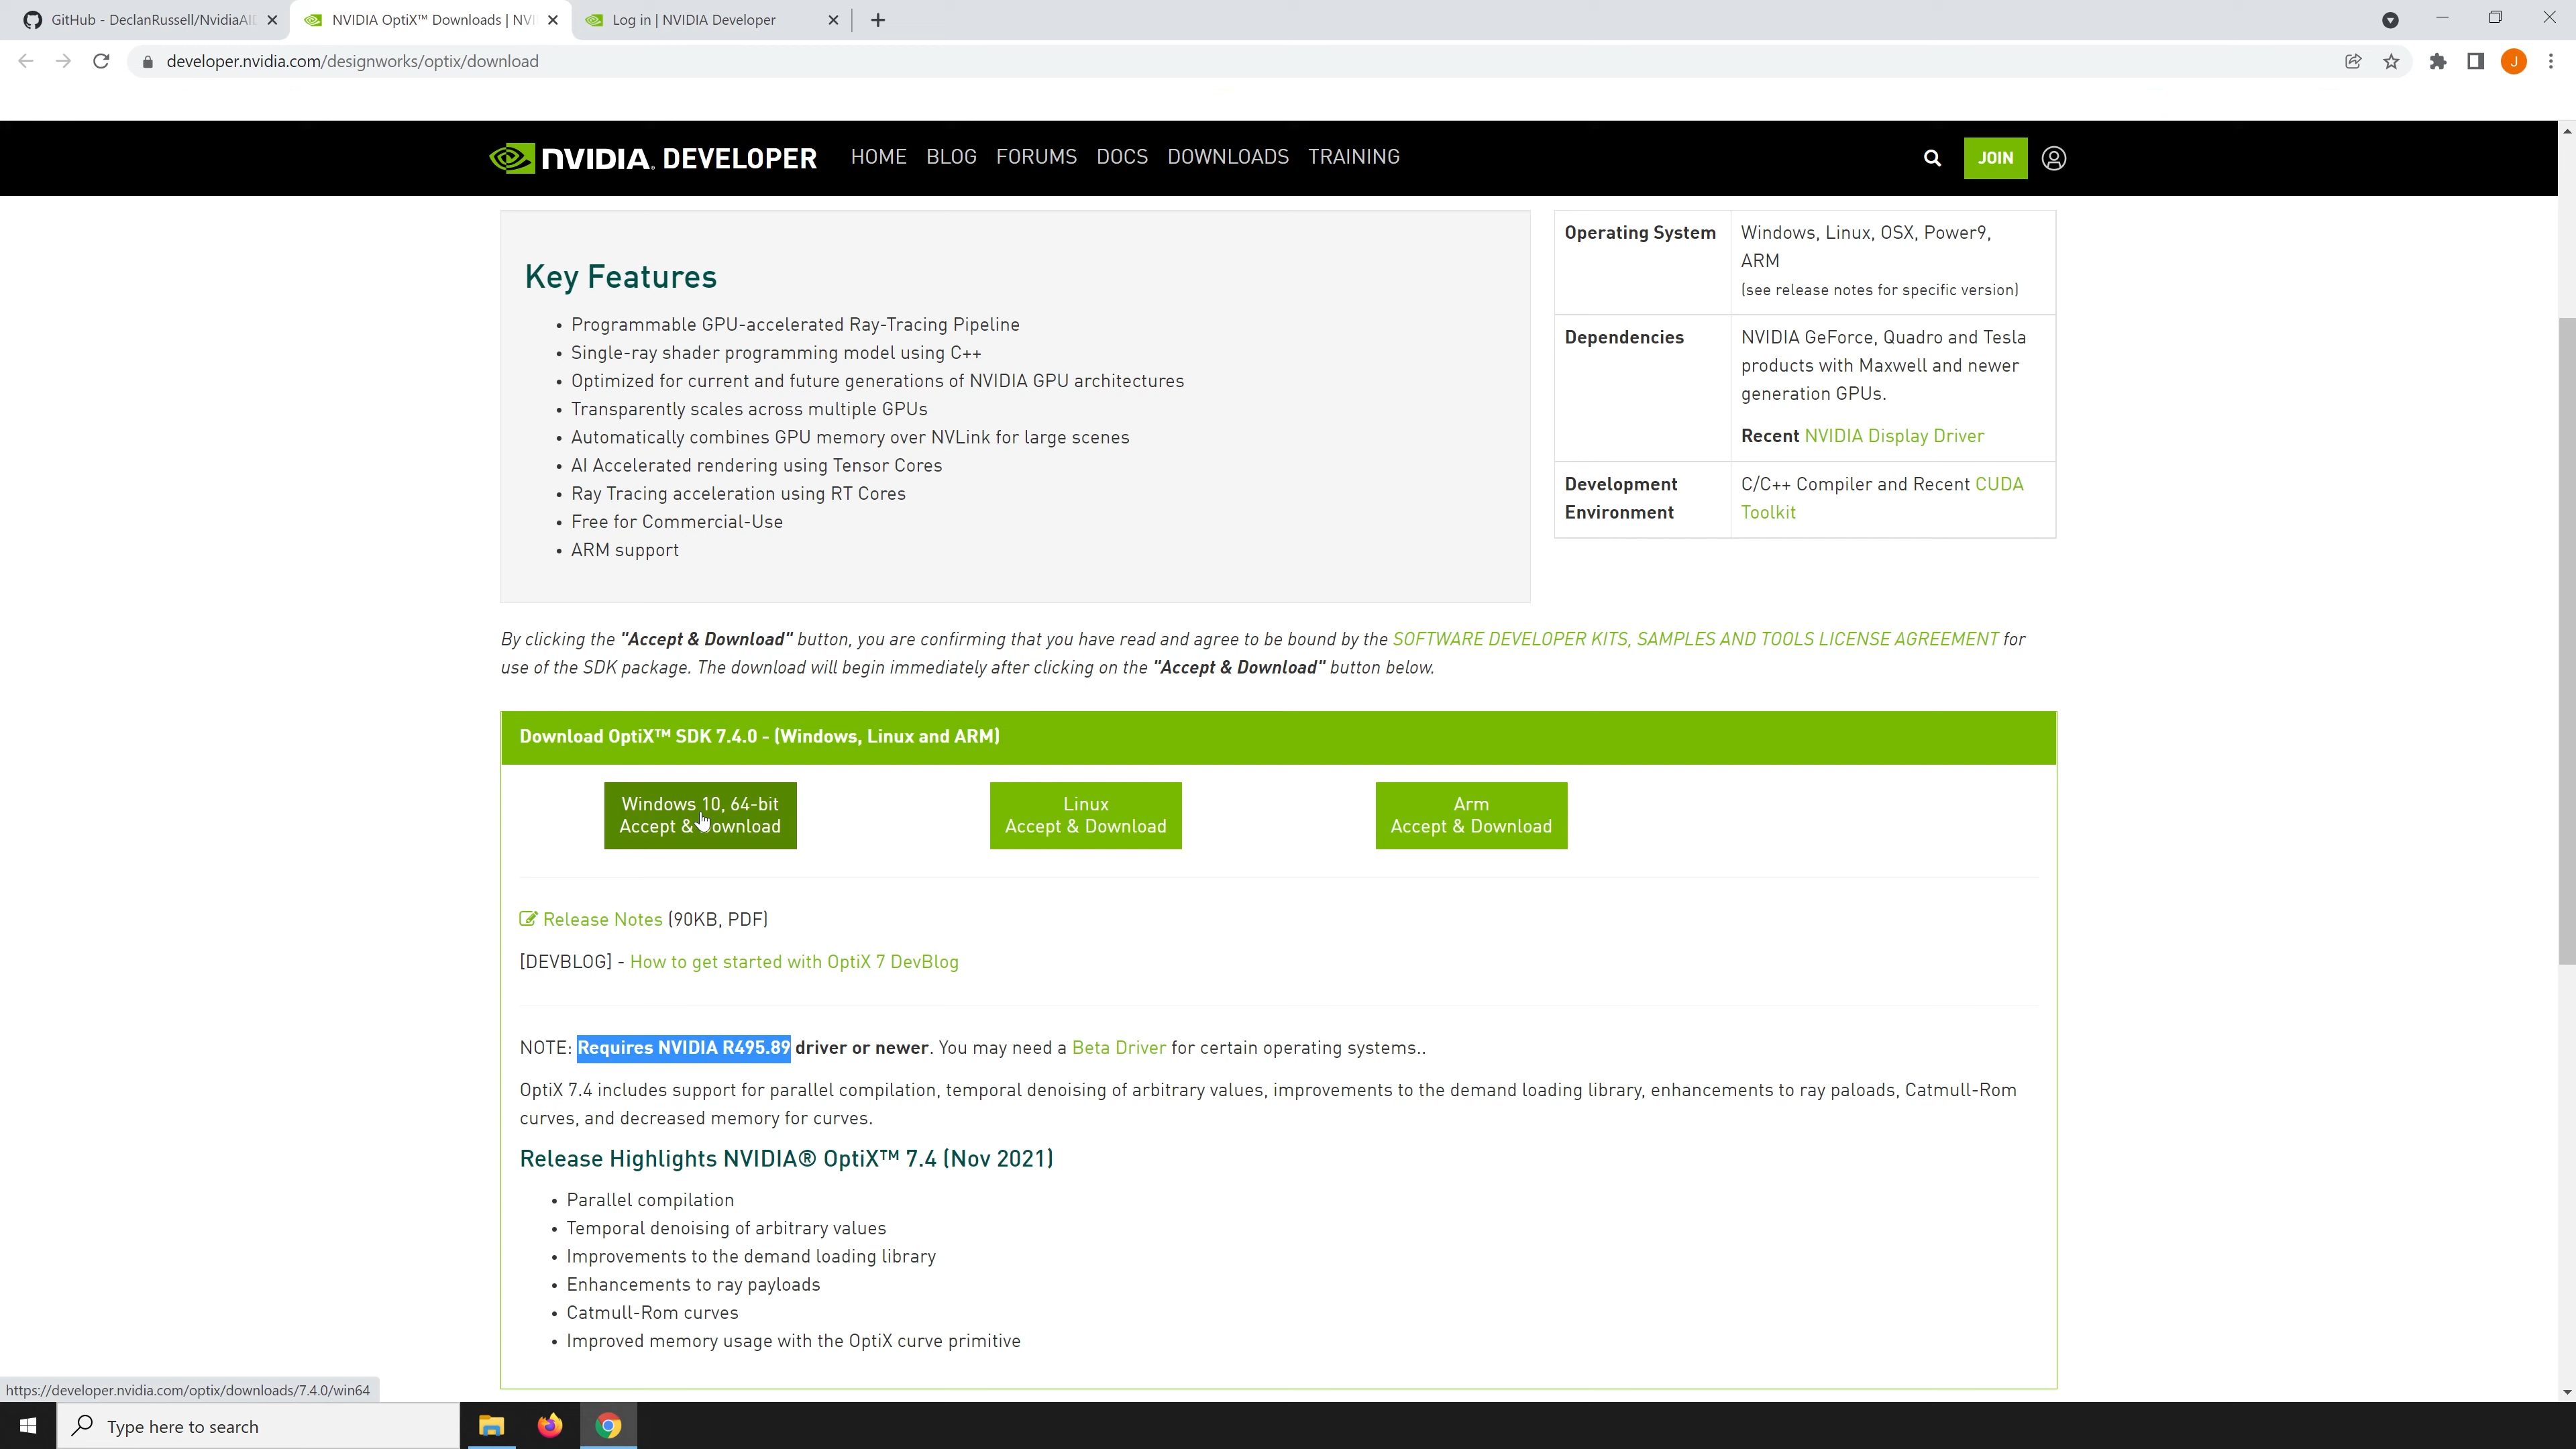 GitHub - DeclanRussell/NvidiaAI
NVIDIA OptiX™ Downloads | NVI
Log in | NVIDIA Developer
developer.nvidia.com/designworks/optix/download
J
NVIDIA. DEVELOPER
HOME BLOG FORUMS DOCS DOWNLOADS TRAINING
JOIN
Key Features
• Programmable GPU-accelerated Ray-Tracing Pipeline
• Single-ray shader programming model using C++
• Optimized for current and future generations of NVIDIA GPU architectures
• Transparently scales across multiple GPUs
• Automatically combines GPU memory over NVLink for large scenes
• AI Accelerated rendering using Tensor Cores
• Ray Tracing acceleration using RT Cores
• Free for Commercial-Use
• ARM support
Operating System
Windows, Linux, OSX, Power9,
ARM
(see release notes for specific version)
Dependencies
NVIDIA GeForce, Quadro and Tesla
products with Maxwell and newer
generation GPUs.
Recent NVIDIA Display Driver
Development
Environment
C/C++ Compiler and Recent CUDA
Toolkit
By clicking the "Accept & Download" button, you are confirming that you have read and agree to be bound by the SOFTWARE DEVELOPER KITS, SAMPLES AND TOOLS LICENSE AGREEMENT for
use of the SDK package. The download will begin immediately after clicking on the "Accept & Download" button below.
Download OptiX™ SDK 7.4.0 - (Windows, Linux and ARM)
Windows 10, 64-bit
Accept & Download
Linux
Accept & Download
Arm
Accept & Download
Release Notes (90KB, PDF)
[DEVBLOG] - How to get started with OptiX 7 DevBlog
NOTE: Requires NVIDIA R495.89 driver or newer. You may need a Beta Driver for certain operating systems..
OptiX 7.4 includes support for parallel compilation, temporal denoising of arbitrary values, improvements to the demand loading library, enhancements to ray paloads, Catmull-Rom
curves, and decreased memory for curves.
Release Highlights NVIDIA® OptiX™ 7.4 (Nov 2021)
• Parallel compilation
• Temporal denoising of arbitrary values
• Improvements to the demand loading library
• Enhancements to ray payloads
• Catmull-Rom curves
• Improved memory usage with the OptiX curve primitive
https://developer.nvidia.com/optix/downloads/7.4.0/win64
Type here to search